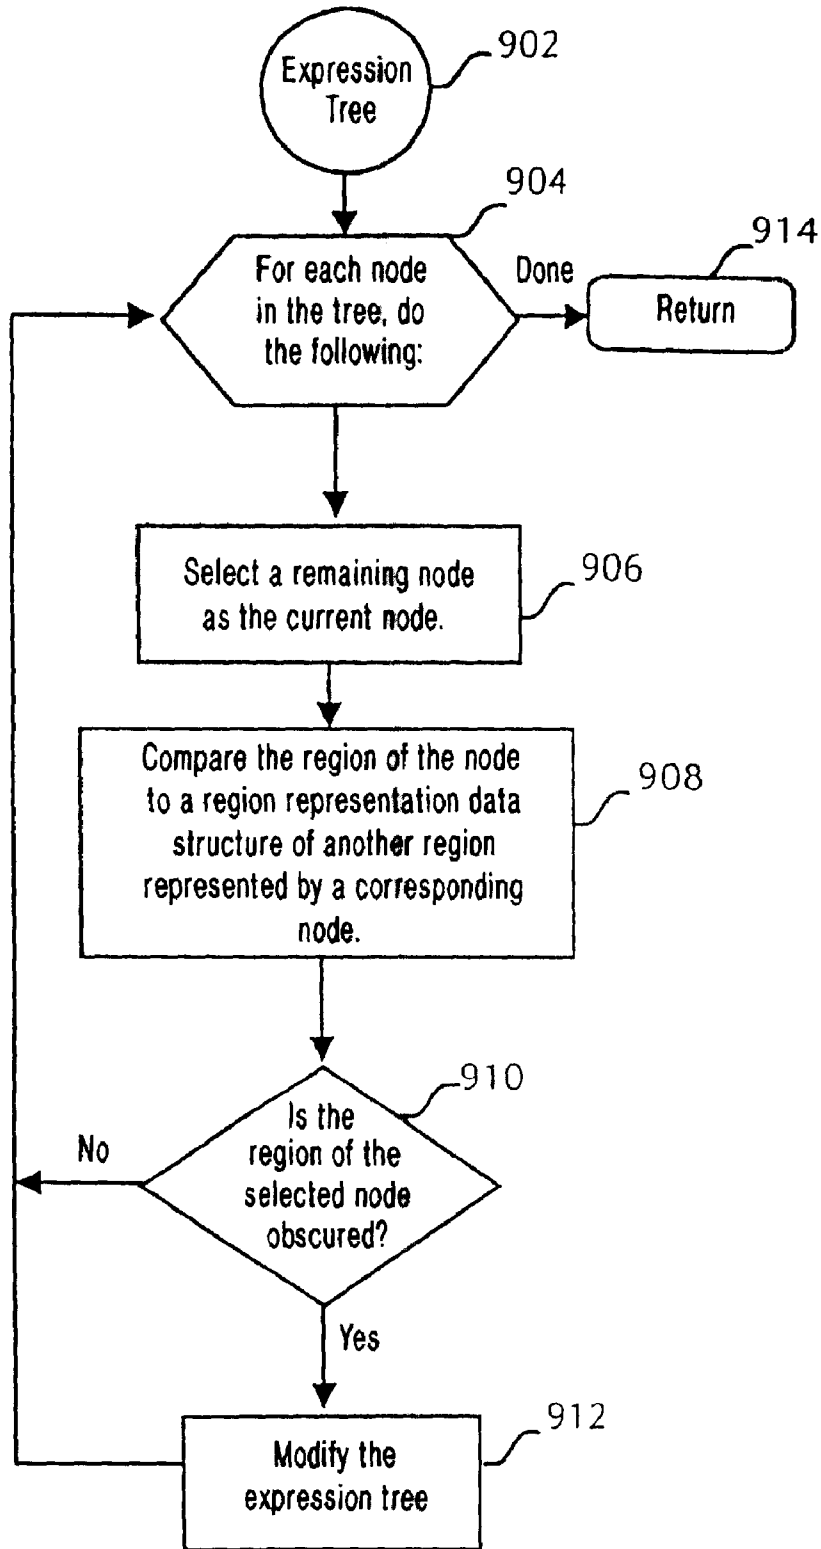 Expression
Tree
902
904
For each node
in the tree, do
the following:
Done
914
Return
Select a remaining node
as the current node.
906
Compare the region of the node
to a region representation data
structure of another region
represented by a corresponding
node.
908
910
Is the
region of the
selected node
obscured?
No
Yes
912
Modify the
expression tree